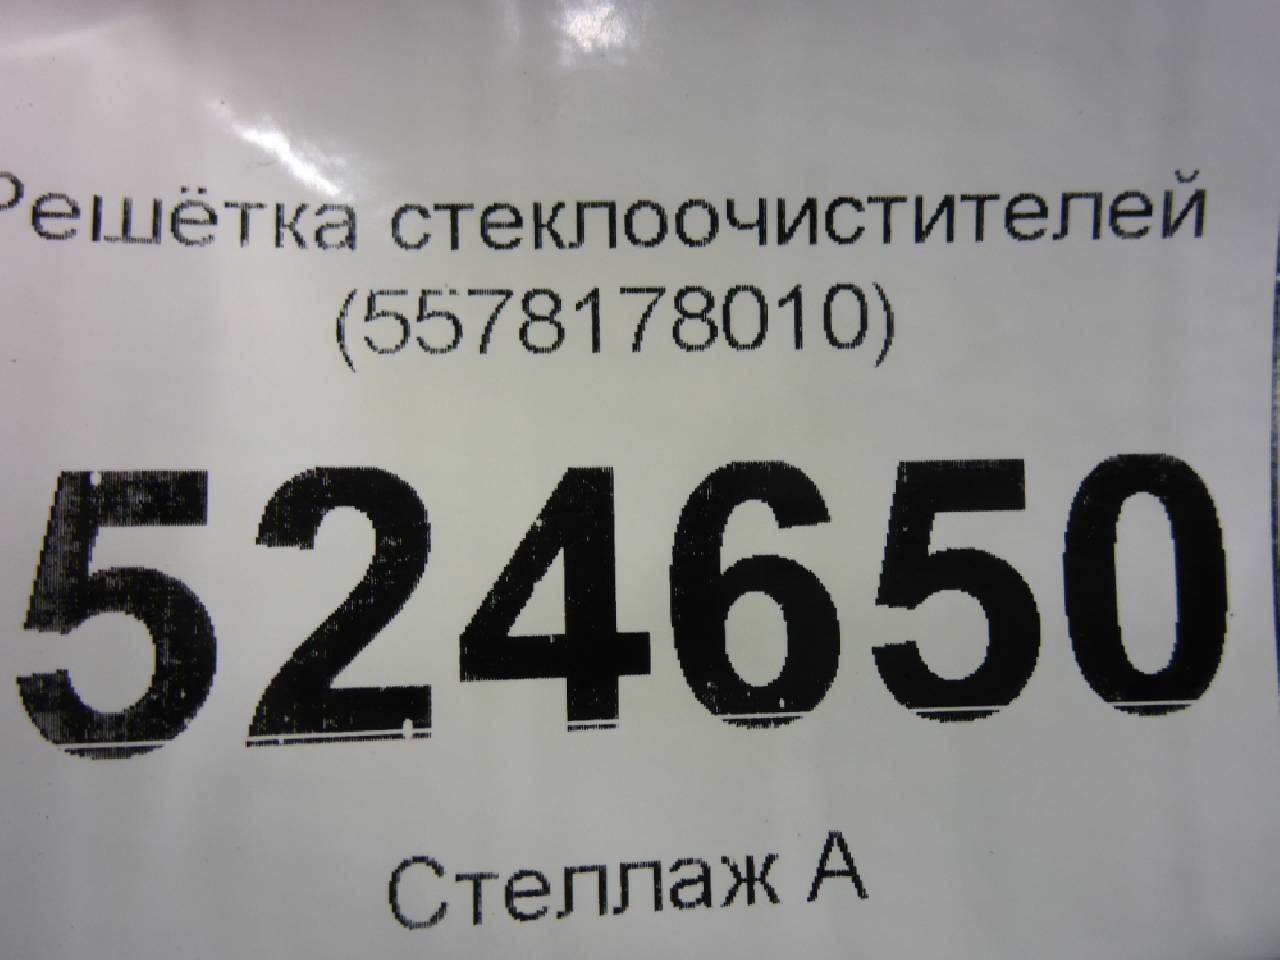 Решётка стеклоочистителей
(5578178010)
524650
Стеллаж А